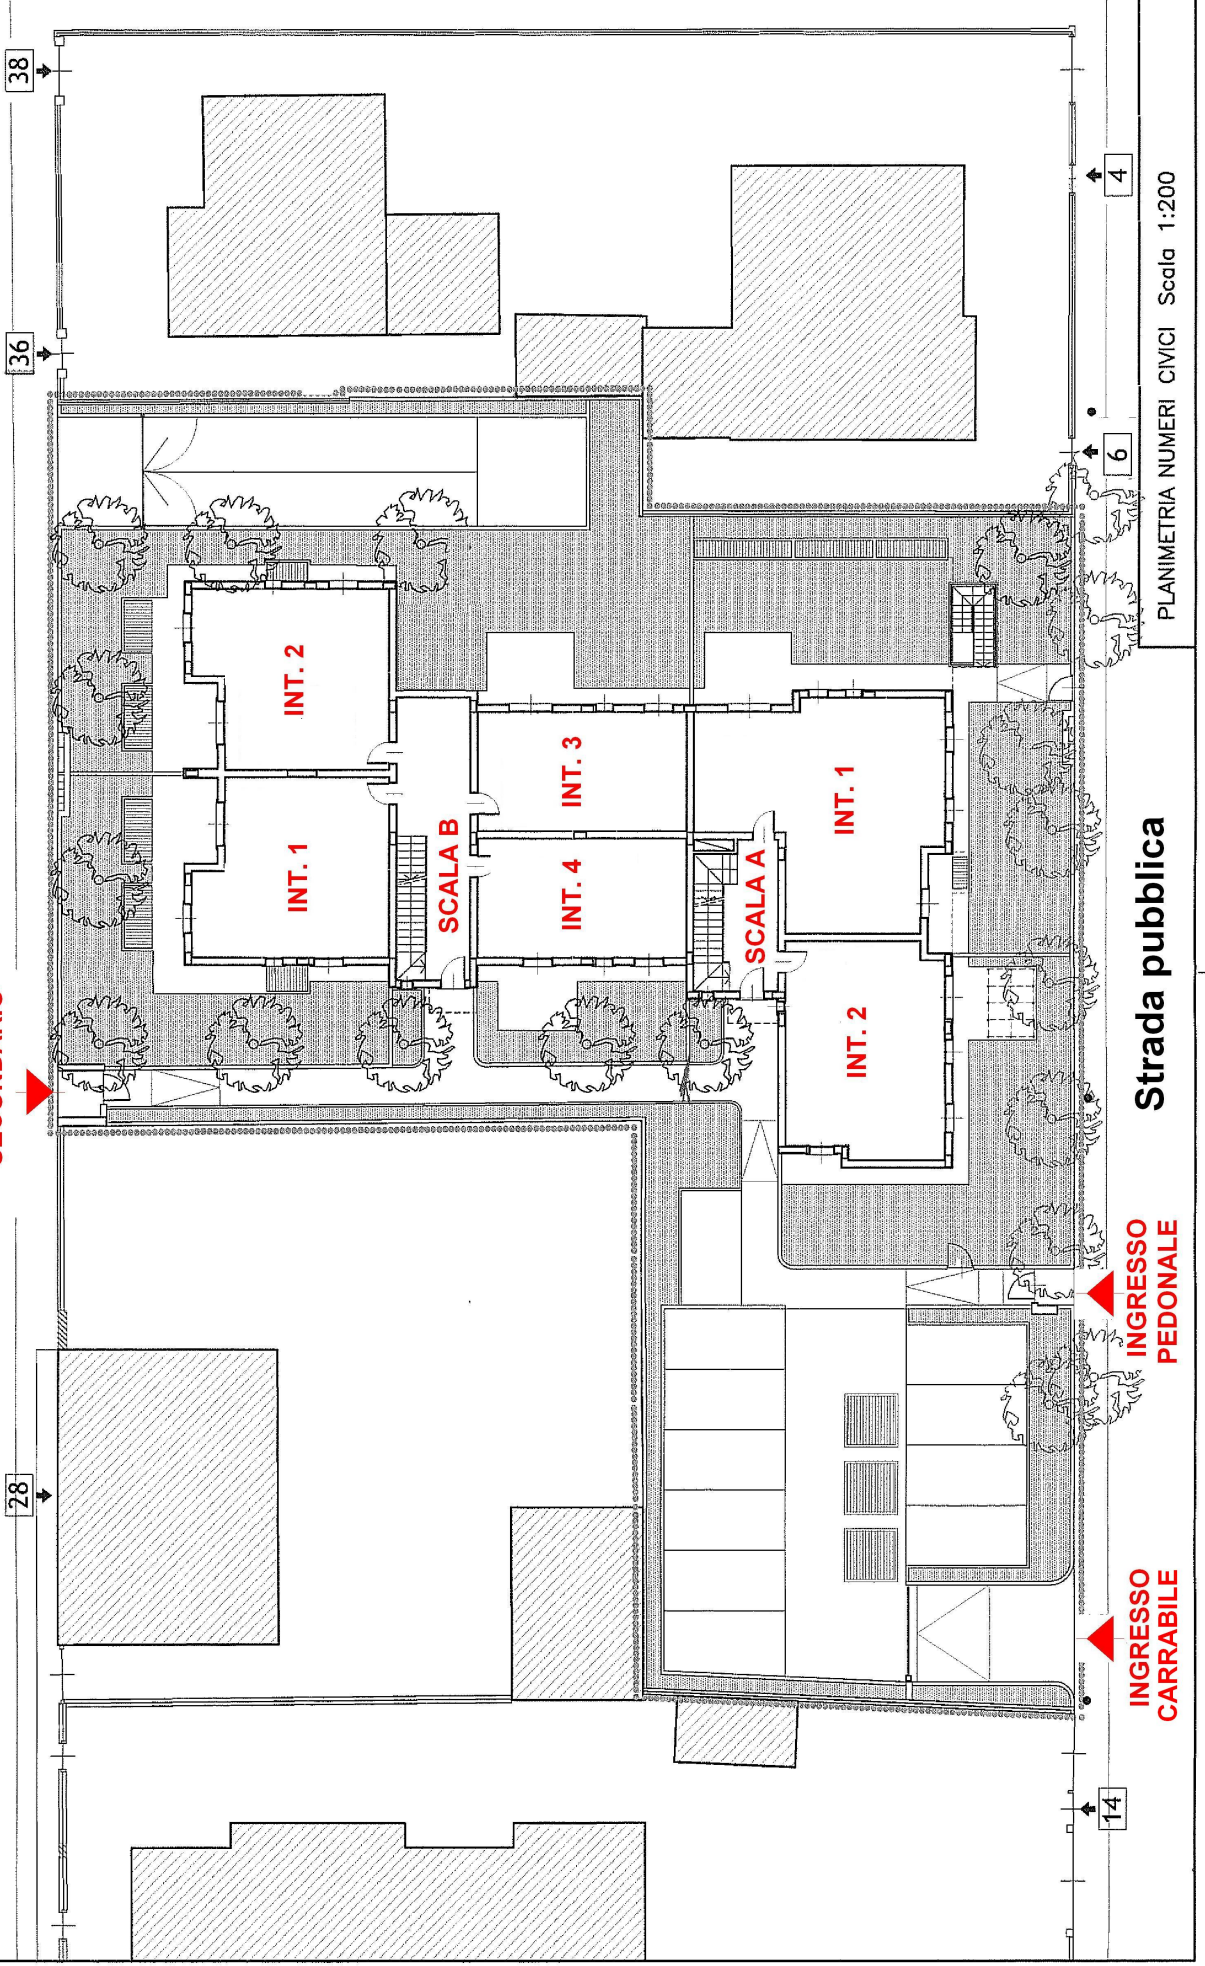 38
36
28
INT. 2
INT. 1
SCALA B
INT. 3
INT. 4
SCALA A
INT. 1
INT. 2
4
6
14
Strada pubblica
INGRESSO
PEDONALE
INGRESSO
CARRABILE
PLANIMETRIA NUMERI CIVICI Scala 1:200